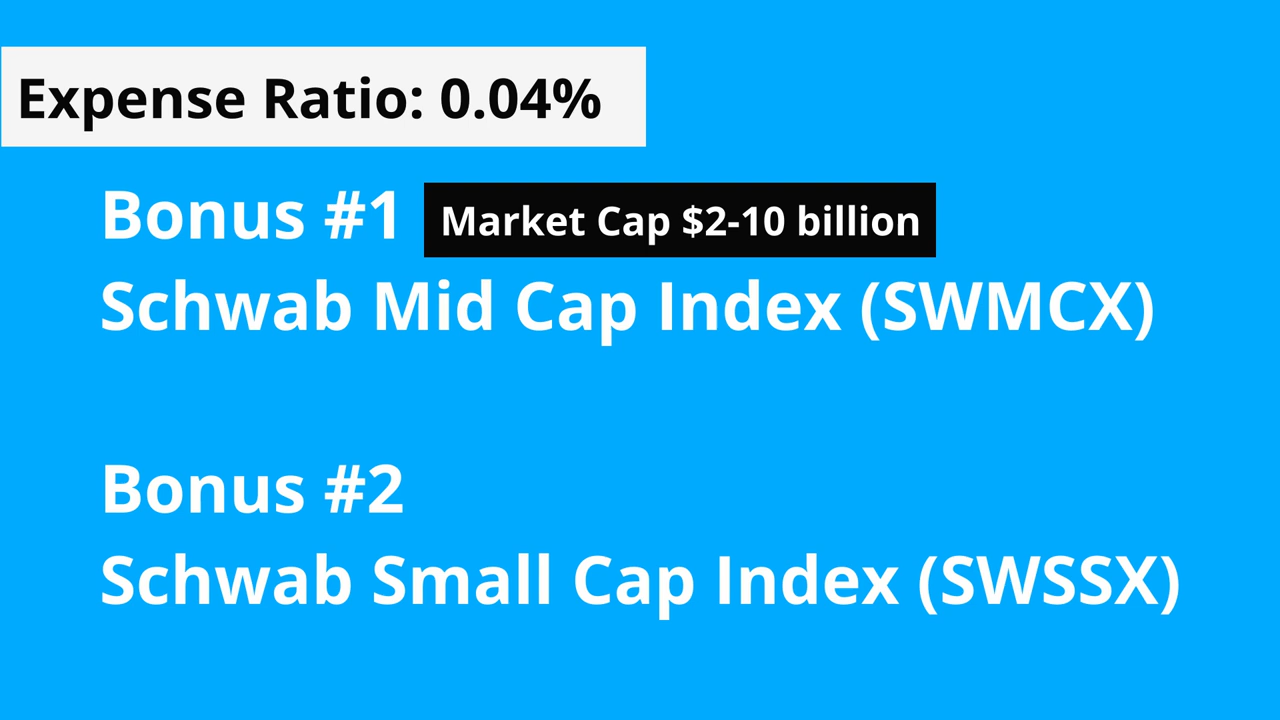 Expense Ratio: 0.04%
Bonus #1
Market Cap $2-10 billion
Schwab Mid Cap Index (SWMCX)
Bonus #2
Schwab Small Cap Index (SWSSX)